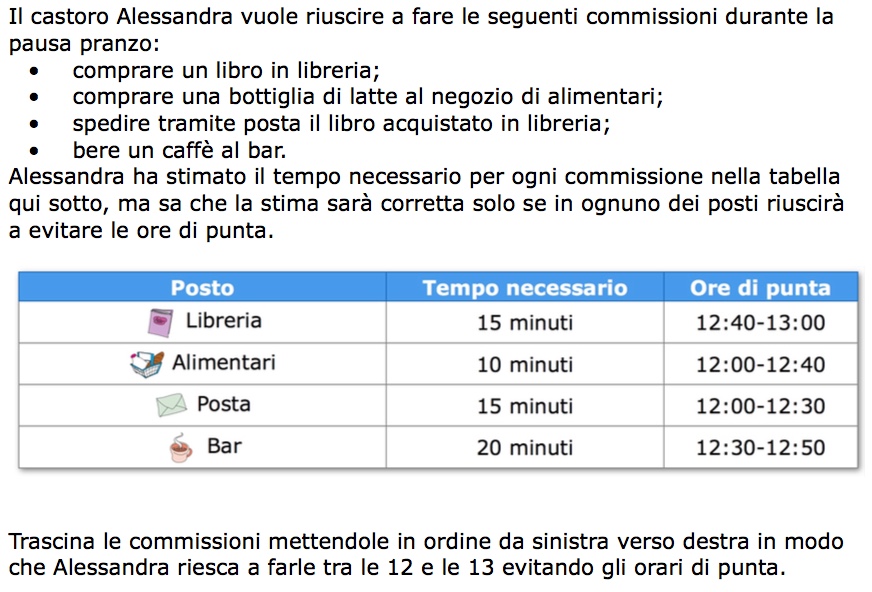 Il castoro Alessandra vuole riuscire a fare le seguenti commissioni durante la
pausa pranzo:
• comprare un libro in libreria;
• comprare una bottiglia di latte al negozio di alimentari;
• spedire tramite posta il libro acquistato in libreria;
• bere un caffè al bar.
Alessandra ha stimato il tempo necessario per ogni commissione nella tabella
qui sotto, ma sa che la stima sarà corretta solo se in ognuno dei posti riuscirà
a evitare le ore di punta.
Posto Tempo necessario Ore di punta
Libreria 15 minuti 12:40-13:00
Alimentari 10 minuti 12:00-12:40
Posta 15 minuti 12:00-12:30
Bar 20 minuti 12:30-12:50
Trascina le commissioni mettendole in ordine da sinistra verso destra in modo
che Alessandra riesca a farle tra le 12 e le 13 evitando gli orari di punta.